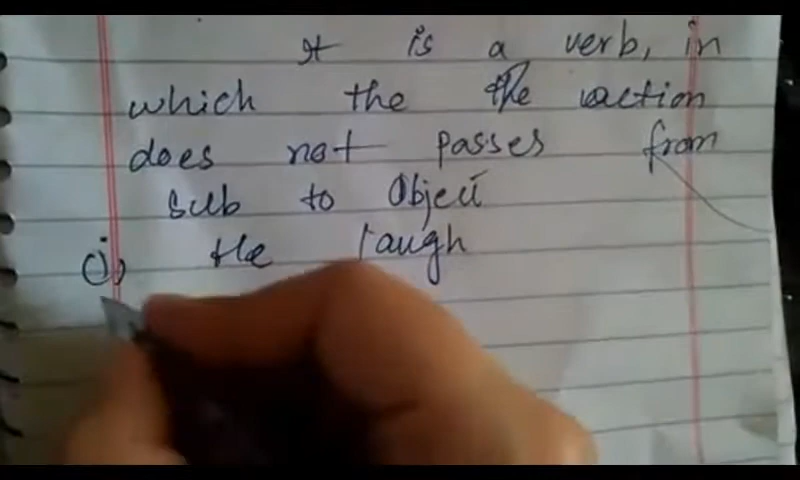 It is a verb, in
which the the action
does not passes from
sub to Object
(i) He laugh